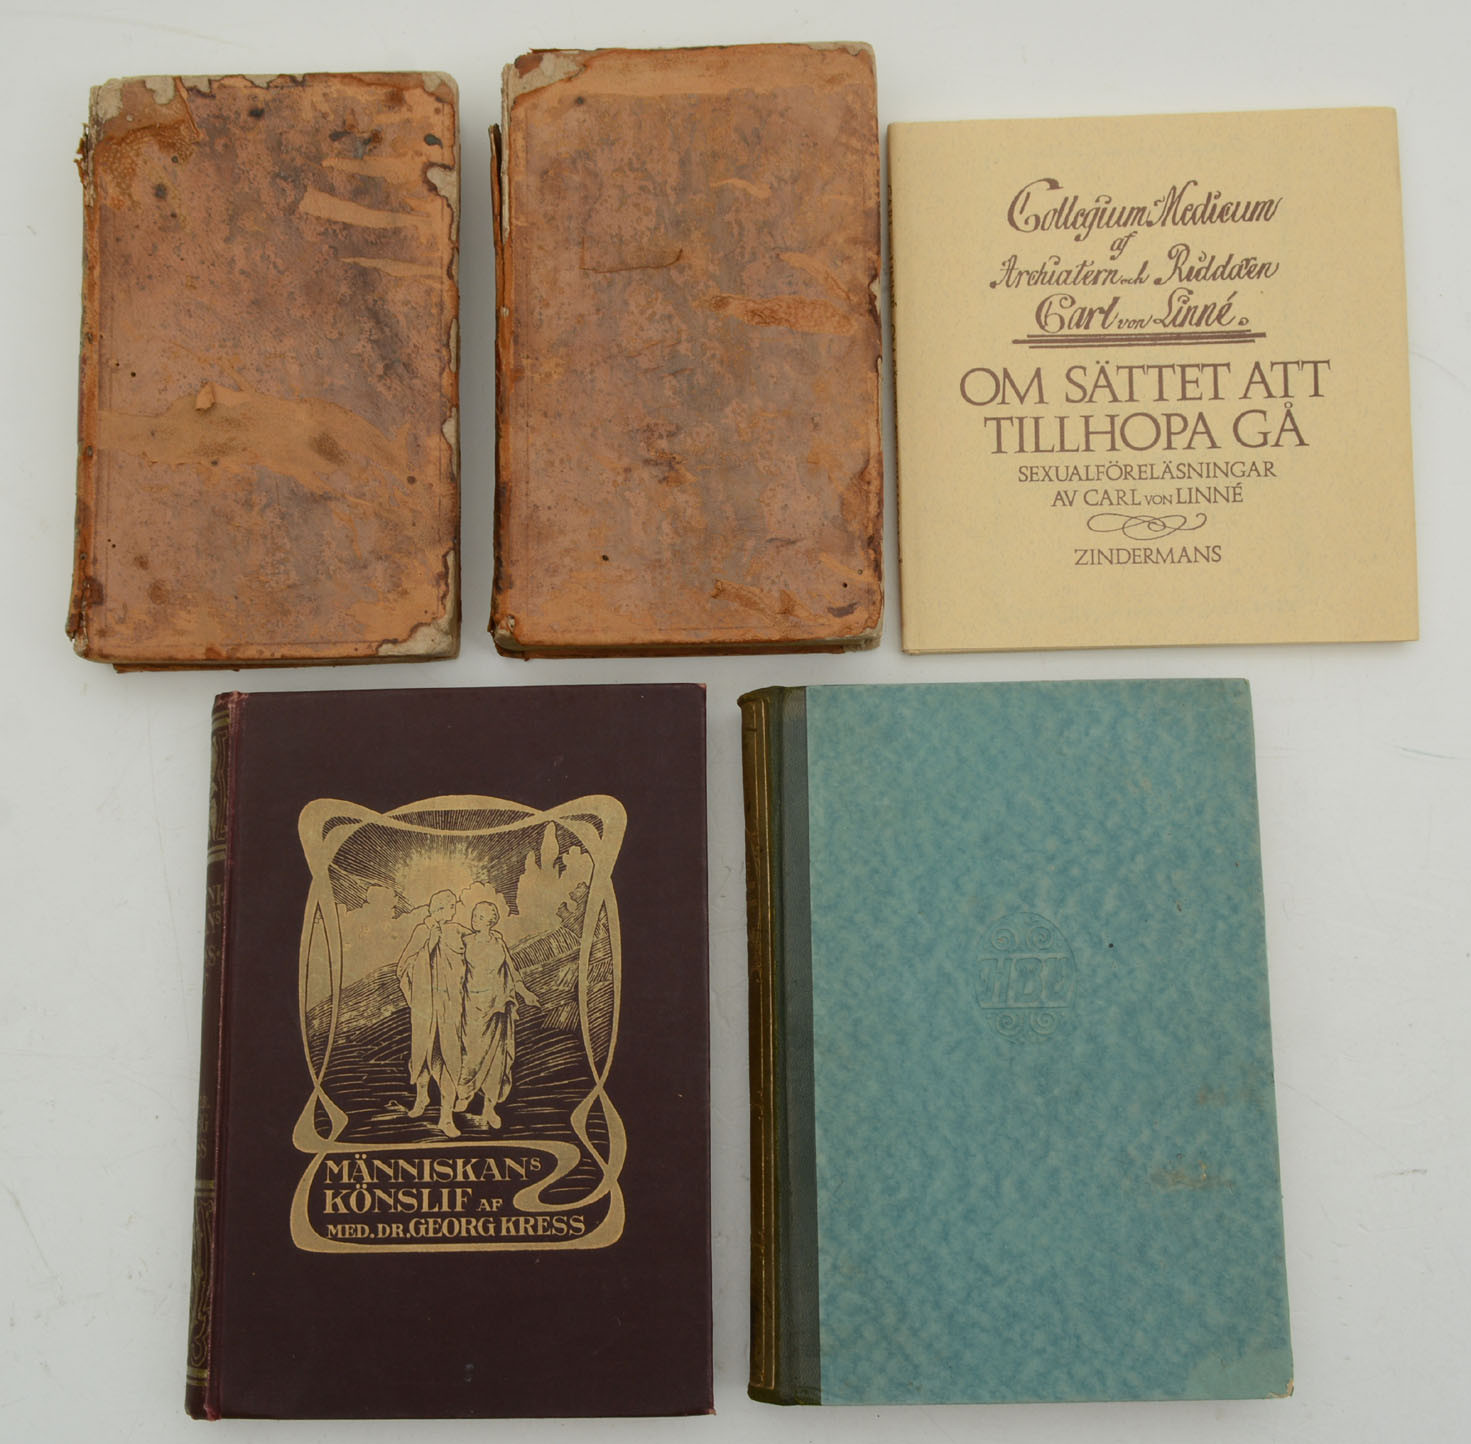 Collegium Medicum
af
Archiatern och Riddaren
Carl von Linné.
OM SÄTTET ATT
TILLHOPA GÅ
SEXUALFÖRELÄSNINGAR
AV CARL VON LINNÉ
ZINDERMANS
MÄNNISKANS
KÖNSLIF AF
MED. DR. GEORG KRESS